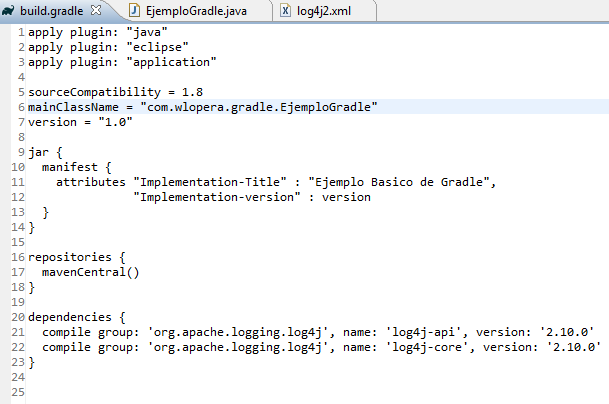 build.gradle EjemploGradle.java log4j2.xml
1 apply plugin: "java"
2 apply plugin: "eclipse"
3 apply plugin: "application"
4
5 sourceCompatibility = 1.8
6 mainClassName = "com.wlopera.gradle.EjemploGradle"
7 version = "1.0"
8
9 jar {
10   manifest {
11     attributes "Implementation-Title" : "Ejemplo Basico de Gradle",
12                "Implementation-version" : version
13   }
14 }
15
16 repositories {
17   mavenCentral()
18 }
19
20 dependencies {
21   compile group: 'org.apache.logging.log4j', name: 'log4j-api', version: '2.10.0'
22   compile group: 'org.apache.logging.log4j', name: 'log4j-core', version: '2.10.0'
23 }
24
25